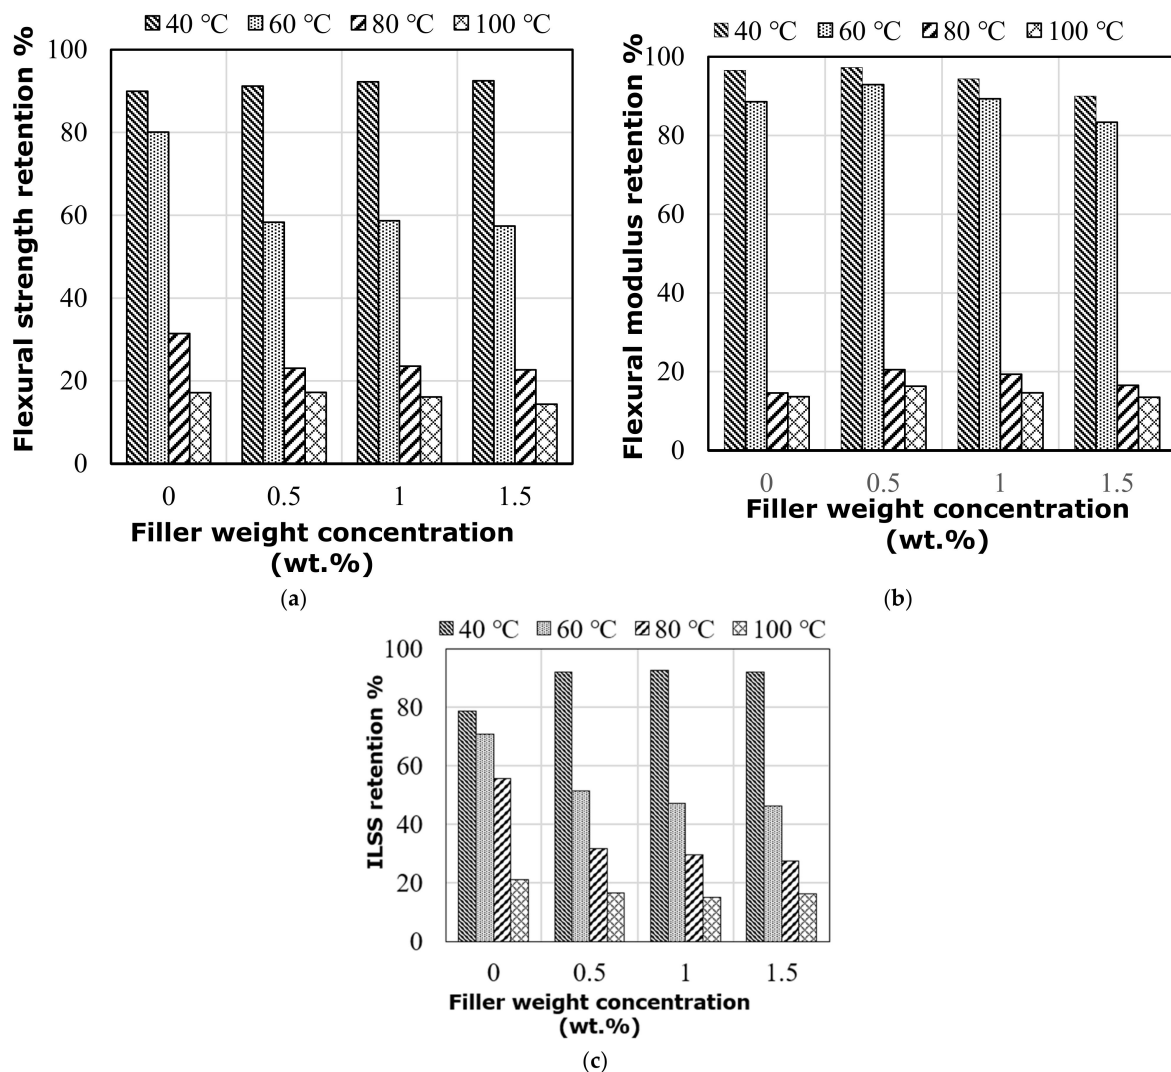 40 °C 60 °C 80 °C 100 °C
Flexural strength retention %
100
80
60
40
20
0
0 0.5 1 1.5
Filler weight concentration
(wt.%)
(a)
40 °C 60 °C 80 °C 100 °C
Flexural modulus retention %
100
80
60
40
20
0
0 0.5 1 1.5
Filler weight concentration
(wt.%)
(b)
40 °C 60 °C 80 °C 100 °C
ILSS retention %
100
80
60
40
20
0
0 0.5 1 1.5
Filler weight concentration
(wt.%)
(c)